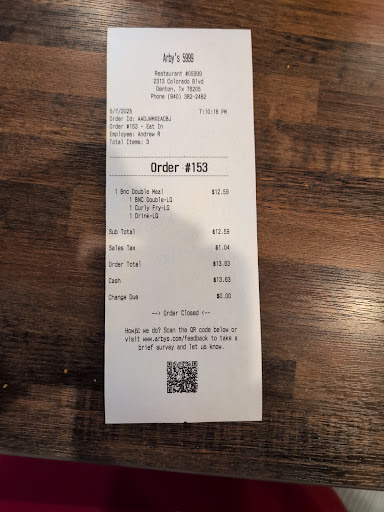 Arby's 5999
Restaurant #05999
2313 Colorado Blvd
Denton, Tx 76205
Phone (940) 382-2462
5/7/2025 7:10:16 PM
Order #153 - Eat In
Employee: Andrew R
Total Items: 3
Order #153
1 Bnc Double Meal $12.59
1 BNC Double-LG
1 Curly Fry-LG
1 Drink-LG
Sub Total $12.59
Sales Tax $1.04
Order Total $13.63
Cash $13.63
Change Due $0.00
--> Order Closed <--
we do? Scan the QR code below or
visit www.arbys.com/feedback to take a
brief survey and let us know.